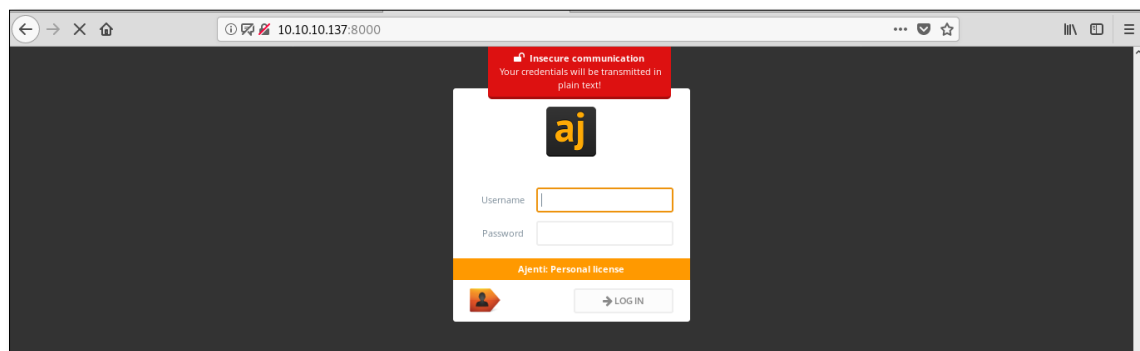 10.10.10.137:8000
Insecure communication
Your credentials will be transmitted in
plain text!
aj
Username
Password
Ajenti: Personal license
LOG IN